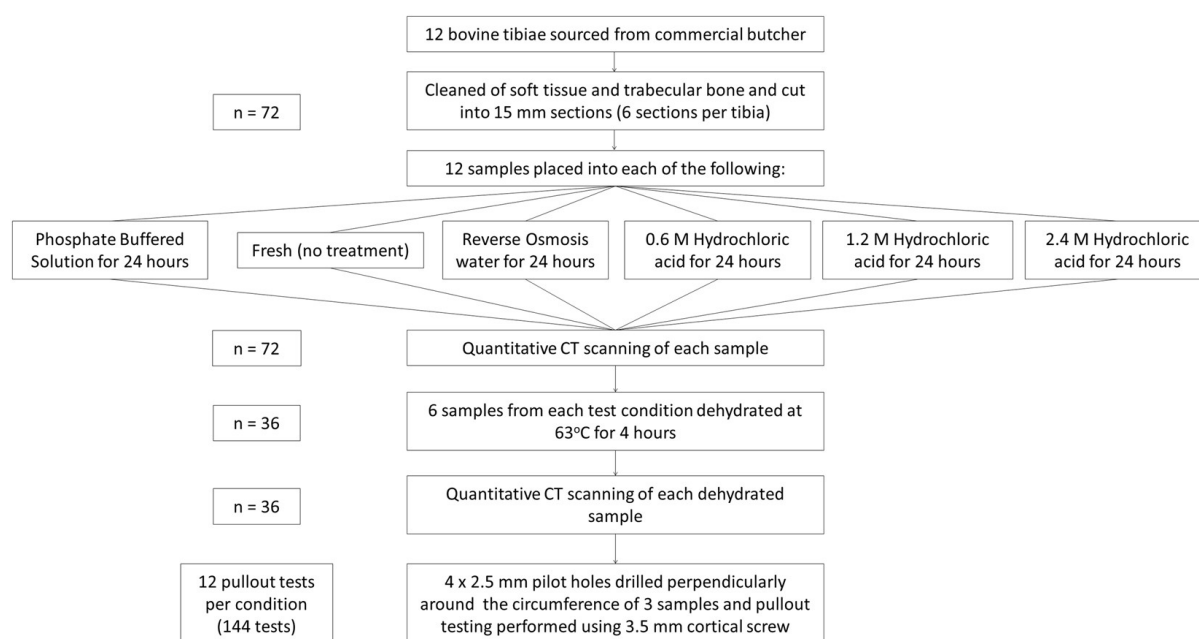 12 bovine tibiae sourced from commercial butcher
n = 72
Cleaned of soft tissue and trabecular bone and cut
into 15 mm sections (6 sections per tibia)
12 samples placed into each of the following:
Phosphate Buffered
Solution for 24 hours
Fresh (no treatment)
Reverse Osmosis
water for 24 hours
0.6 M Hydrochloric
acid for 24 hours
1.2 M Hydrochloric
acid for 24 hours
2.4 M Hydrochloric
acid for 24 hours
n = 72
Quantitative CT scanning of each sample
n = 36
6 samples from each test condition dehydrated at
63°C for 4 hours
n = 36
Quantitative CT scanning of each dehydrated
sample
12 pullout tests
per condition
(144 tests)
4 x 2.5 mm pilot holes drilled perpendicularly
around the circumference of 3 samples and pullout
testing performed using 3.5 mm cortical screw